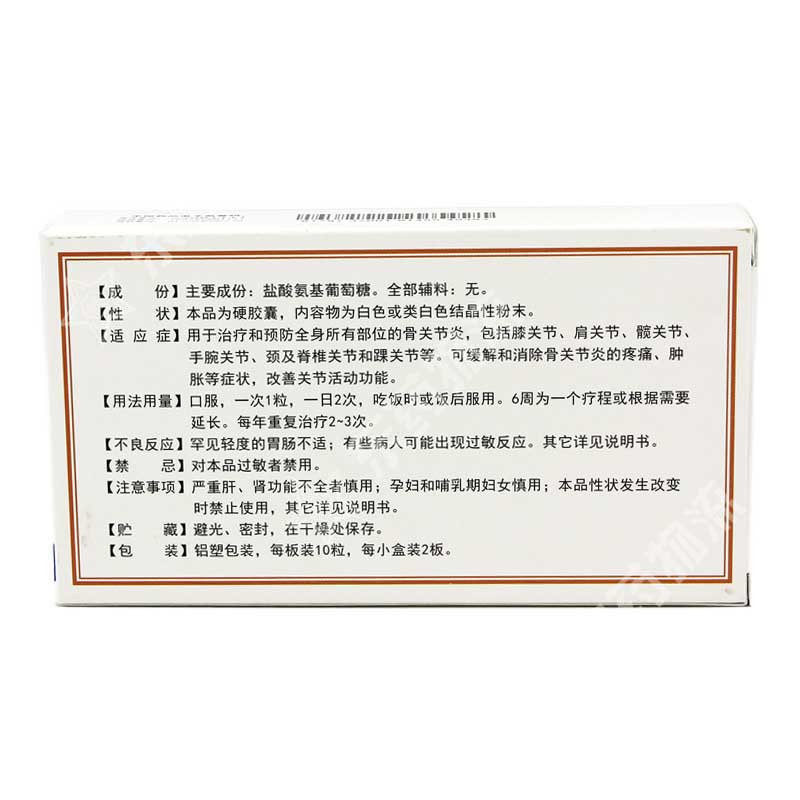 【成　份】主要成份：盐酸氨基葡萄糖。全部辅料：无。
【性　状】本品为硬胶囊，内容物为白色或类白色结晶性粉末。
【适 应 症】用于治疗和预防全身所有部位的骨关节炎，包括膝关节、肩关节、髋关节、
手腕关节、颈及脊椎关节和踝关节等。可缓解和消除骨关节炎的疼痛、肿
胀等症状，改善关节活动功能。
【用法用量】口服，一次1粒，一日2次，吃饭时或饭后服用。6周为一个疗程或根据需要
延长。每年重复治疗2~3次。
【不良反应】罕见轻度的胃肠不适；有些病人可能出现过敏反应。其它详见说明书。
【禁　忌】对本品过敏者禁用。
【注意事项】严重肝、肾功能不全者慎用；孕妇和哺乳期妇女慎用；本品性状发生改变
时禁止使用，其它详见说明书。
【贮　藏】避光、密封，在干燥处保存。
【包　装】铝塑包装，每板装10粒，每小盒装2板。
药物源